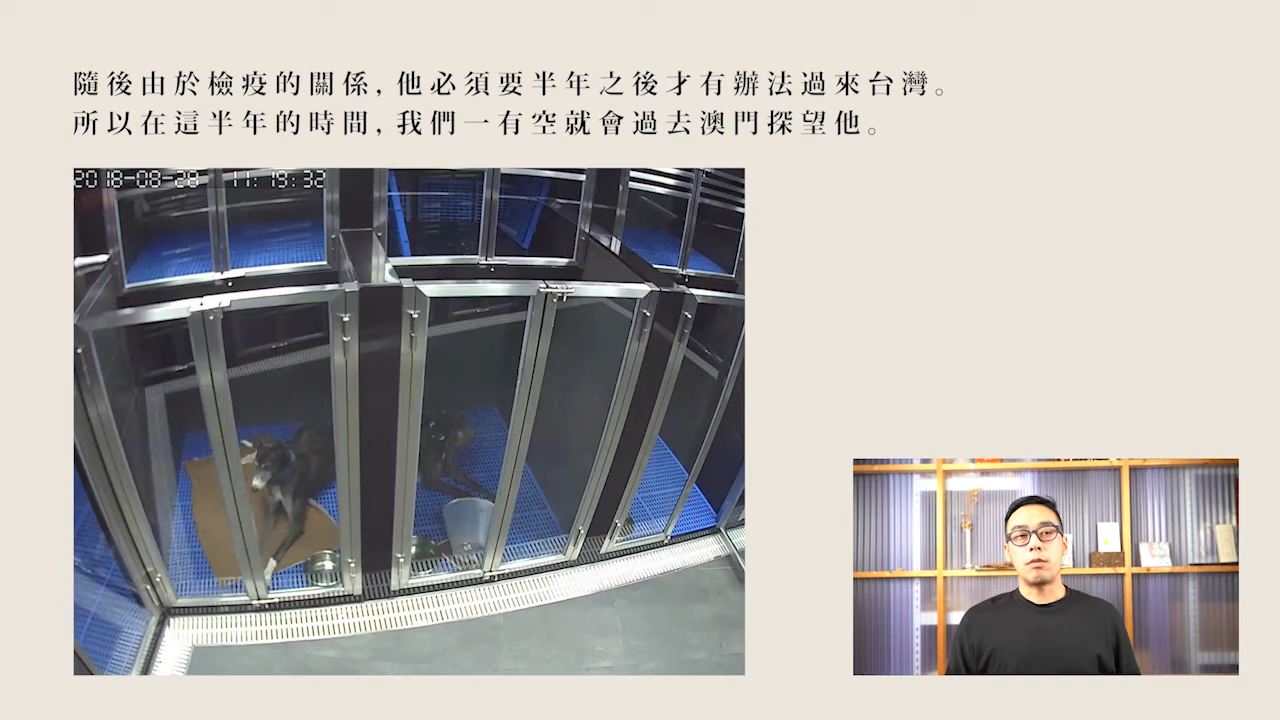 隨後由於檢疫的關係, 他必須要半年之後才有辦法過來台灣。
所以在這半年的時間, 我們一有空就會過去澳門探望他。
2018-08-28 11:19:38